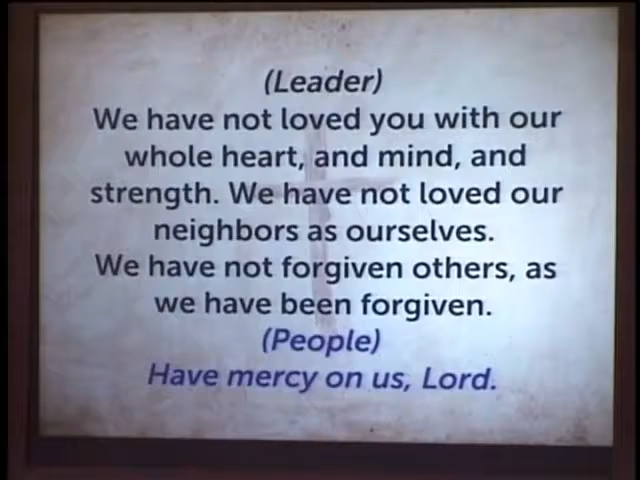 (Leader)
We have not loved you with our
whole heart, and mind, and
strength. We have not loved our
neighbors as ourselves.
We have not forgiven others, as
we have been forgiven.
(People)
Have mercy on us, Lord.